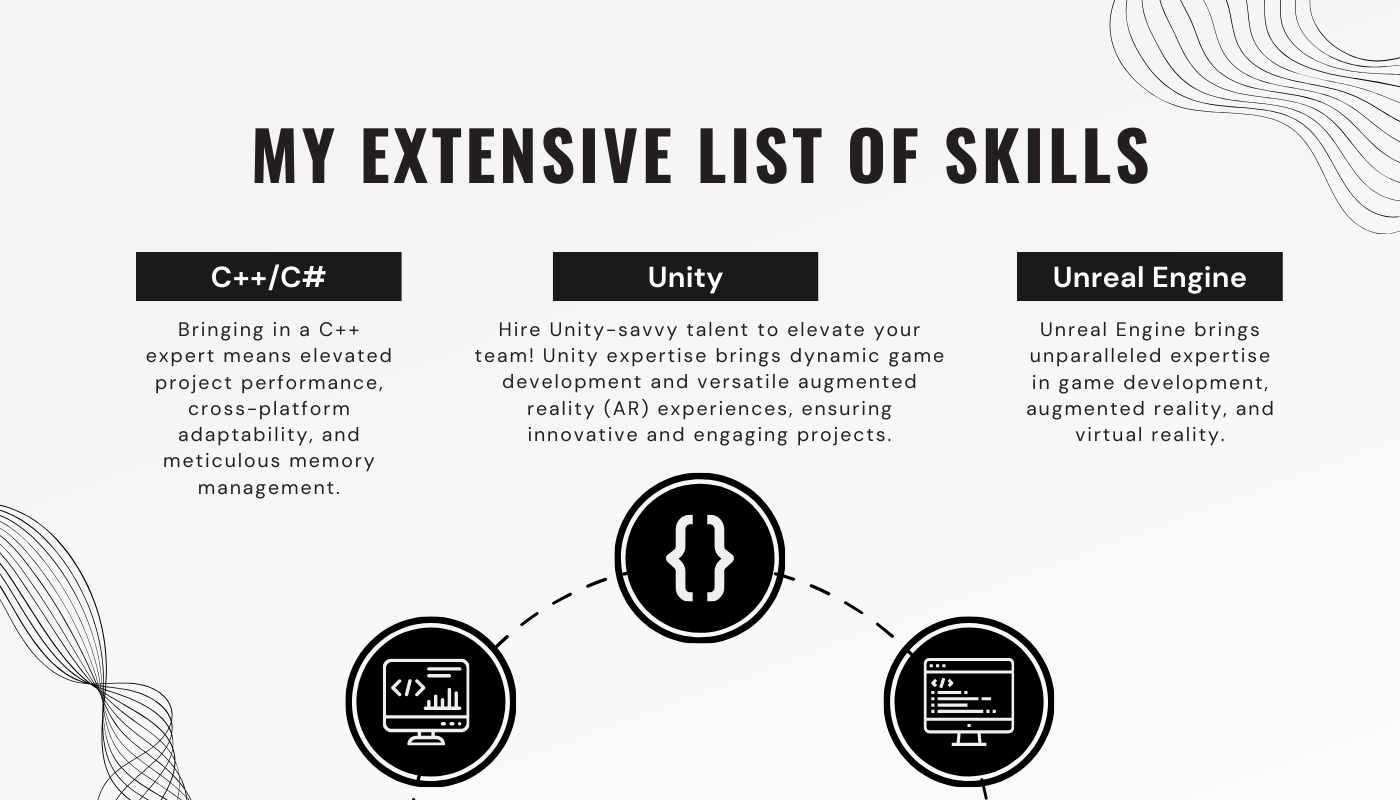 MY EXTENSIVE LIST OF SKILLS
C++/C#
Bringing in a C++
expert means elevated
project performance,
cross-platform
adaptability, and
meticulous memory
management.
Unity
Hire Unity-savvy talent to elevate your
team! Unity expertise brings dynamic game
development and versatile augmented
reality (AR) experiences, ensuring
innovative and engaging projects.
Unreal Engine
Unreal Engine brings
unparalleled expertise
in game development,
augmented reality, and
virtual reality.
{}
</>
</>